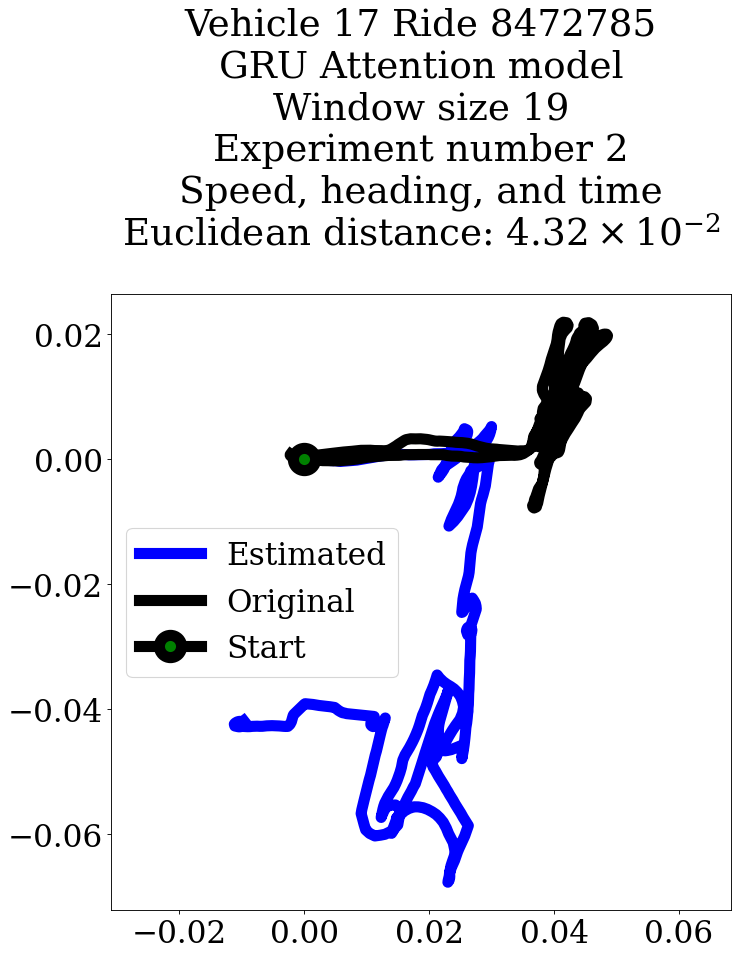 Vehicle 17 Ride 8472785
GRU Attention model
Window size 19
Experiment number 2
Speed, heading, and time
Euclidean distance: 4.32 × 10⁻²
0.02
0.00
−0.02
−0.04
−0.06
Estimated
Original
Start
−0.02 0.00 0.02 0.04 0.06